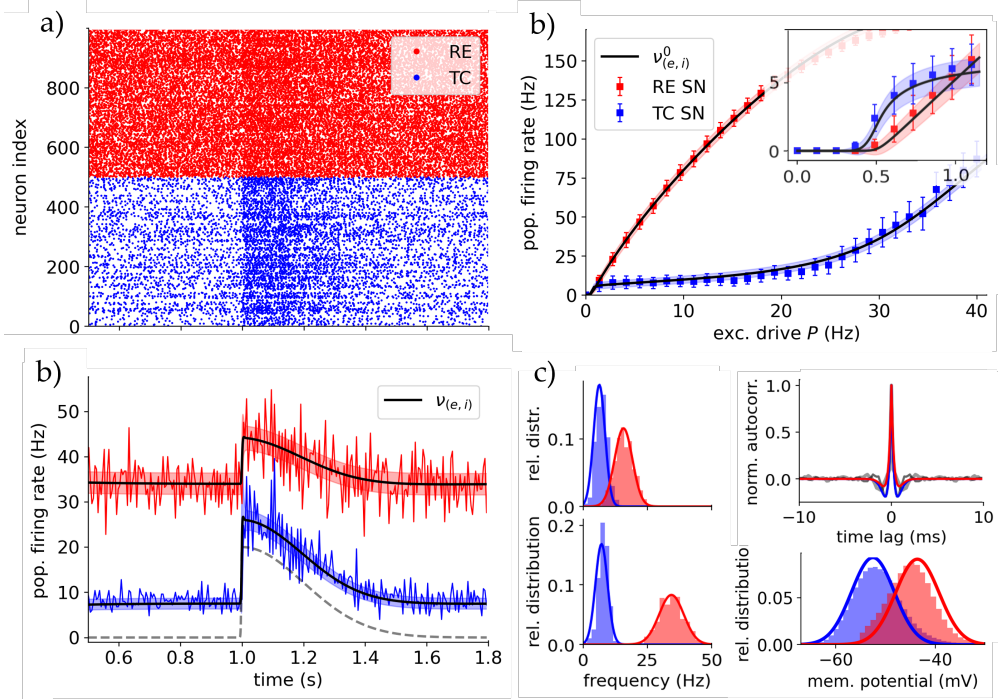 a)
RE
TC
neuron index
800
600
400
200
0
b)
pop. firing rate (Hz)
150
125
100
75
50
25
0
ν⁰(e, i)
RE SN
TC SN
5
0
0.0 0.5 1.0
0 10 20 30 40
exc. drive P (Hz)
b)
pop. firing rate (Hz)
50
40
30
20
10
0
ν(e, i)
0.6 0.8 1.0 1.2 1.4 1.6 1.8
time (s)
c)
rel. distr.
0.1
0.0
rel. distribution
0.2
0.1
0.0
0 25 50
frequency (Hz)
norm. autocorr.
1.0
0.5
0.0
−10 0 10
time lag (ms)
rel. distribution
0.05
0.00
−60 −40
mem. potential (mV)